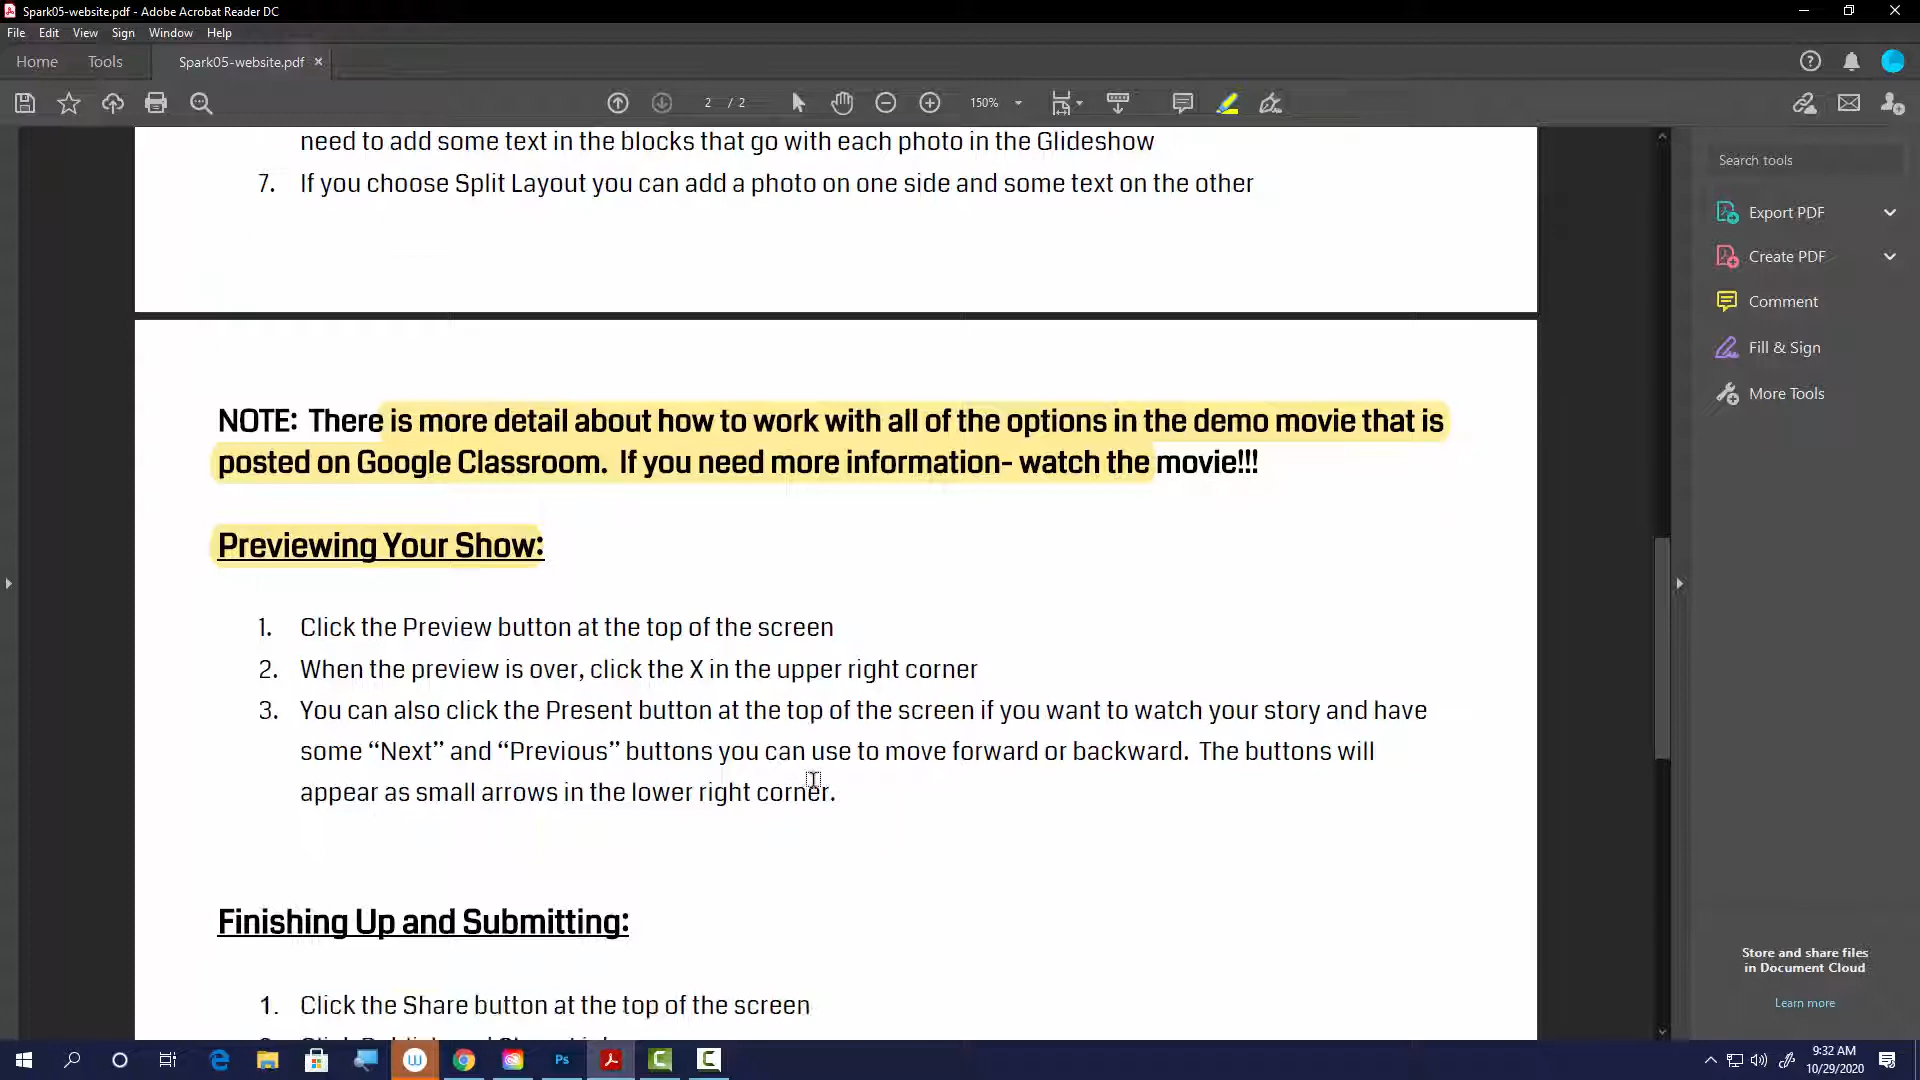 Spark05-website.pdf - Adobe Acrobat Reader DC
File Edit View Sign Window Help
Home Tools Spark05-website.pdf ×
2 / 2 150%
need to add some text in the blocks that go with each photo in the Glideshow
7. If you choose Split Layout you can add a photo on one side and some text on the other
NOTE: There is more detail about how to work with all of the options in the demo movie that is
posted on Google Classroom. If you need more information- watch the movie!!!
Previewing Your Show:
1. Click the Preview button at the top of the screen
2. When the preview is over, click the X in the upper right corner
3. You can also click the Present button at the top of the screen if you want to watch your story and have
some “Next” and “Previous” buttons you can use to move forward or backward. The buttons will
appear as small arrows in the lower right corner.
Finishing Up and Submitting:
1. Click the Share button at the top of the screen
Search tools
Export PDF
Create PDF
Comment
Fill & Sign
More Tools
Store and share files
in Document Cloud
Learn more
W Ps C C
9:32 AM
10/29/2020